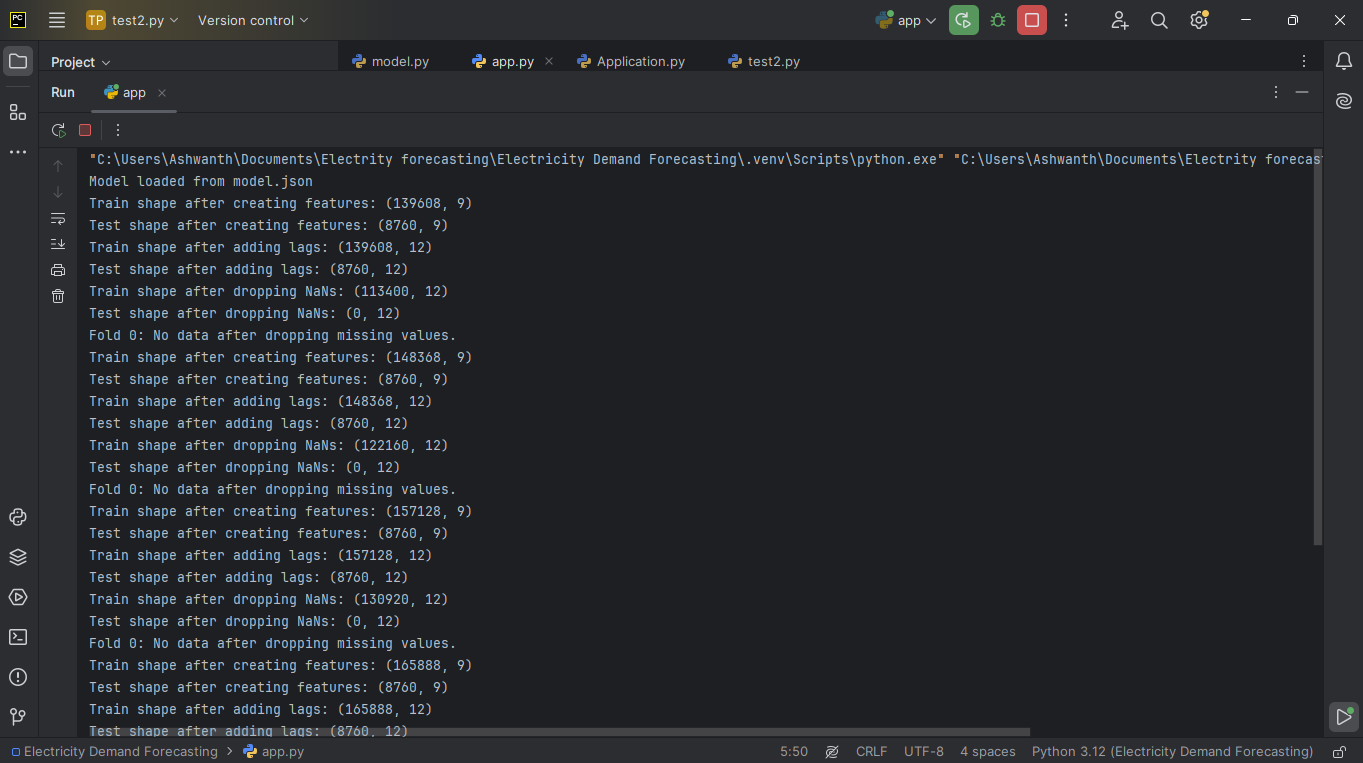 PC
TP test2.py
Version control
app
Project
model.py
app.py
Application.py
test2.py
Run
app
"C:\Users\Ashwanth\Documents\Electrity forecasting\Electricity Demand Forecasting\.venv\Scripts\python.exe" "C:\Users\Ashwanth\Documents\Electrity forecas
Model loaded from model.json
Train shape after creating features: (139608, 9)
Test shape after creating features: (8760, 9)
Train shape after adding lags: (139608, 12)
Test shape after adding lags: (8760, 12)
Train shape after dropping NaNs: (113400, 12)
Test shape after dropping NaNs: (0, 12)
Fold 0: No data after dropping missing values.
Train shape after creating features: (148368, 9)
Test shape after creating features: (8760, 9)
Train shape after adding lags: (148368, 12)
Test shape after adding lags: (8760, 12)
Train shape after dropping NaNs: (122160, 12)
Test shape after dropping NaNs: (0, 12)
Fold 0: No data after dropping missing values.
Train shape after creating features: (157128, 9)
Test shape after creating features: (8760, 9)
Train shape after adding lags: (157128, 12)
Test shape after adding lags: (8760, 12)
Train shape after dropping NaNs: (130920, 12)
Test shape after dropping NaNs: (0, 12)
Fold 0: No data after dropping missing values.
Train shape after creating features: (165888, 9)
Test shape after creating features: (8760, 9)
Train shape after adding lags: (165888, 12)
Test shape after adding lags: (8760, 12)
Electricity Demand Forecasting > app.py
5:50
CRLF
UTF-8
4 spaces
Python 3.12 (Electricity Demand Forecasting)